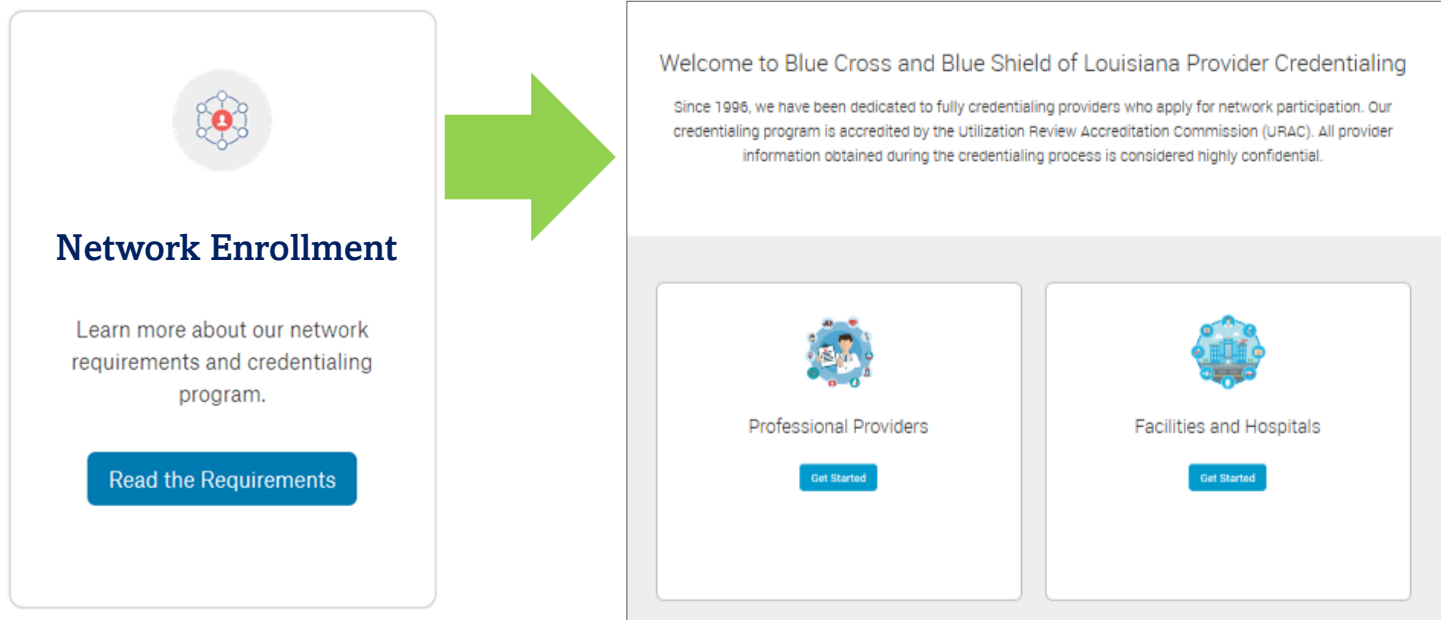 Network Enrollment
Learn more about our network
requirements and credentialing
program.
Read the Requirements
Welcome to Blue Cross and Blue Shield of Louisiana Provider Credentialing
Since 1996, we have been dedicated to fully credentialing providers who apply for network participation. Our
credentialing program is accredited by the Utilization Review Accreditation Commission (URAC). All provider
information obtained during the credentialing process is considered highly confidential.
Professional Providers
Get Started
Facilities and Hospitals
Get Started